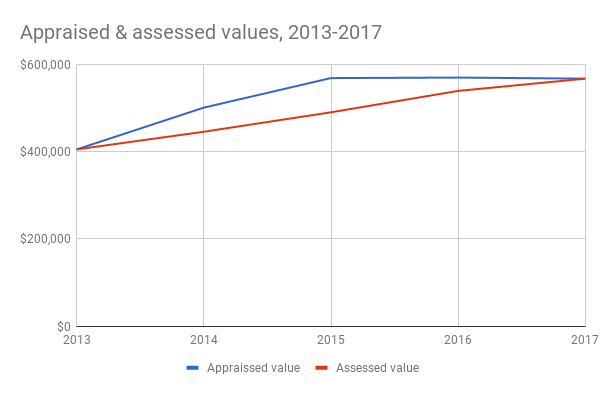 Appraised & assessed values, 2013-2017
$600,000
$400,000
$200,000
$0
2013 2014 2015 2016 2017
Appraissed value Assessed value